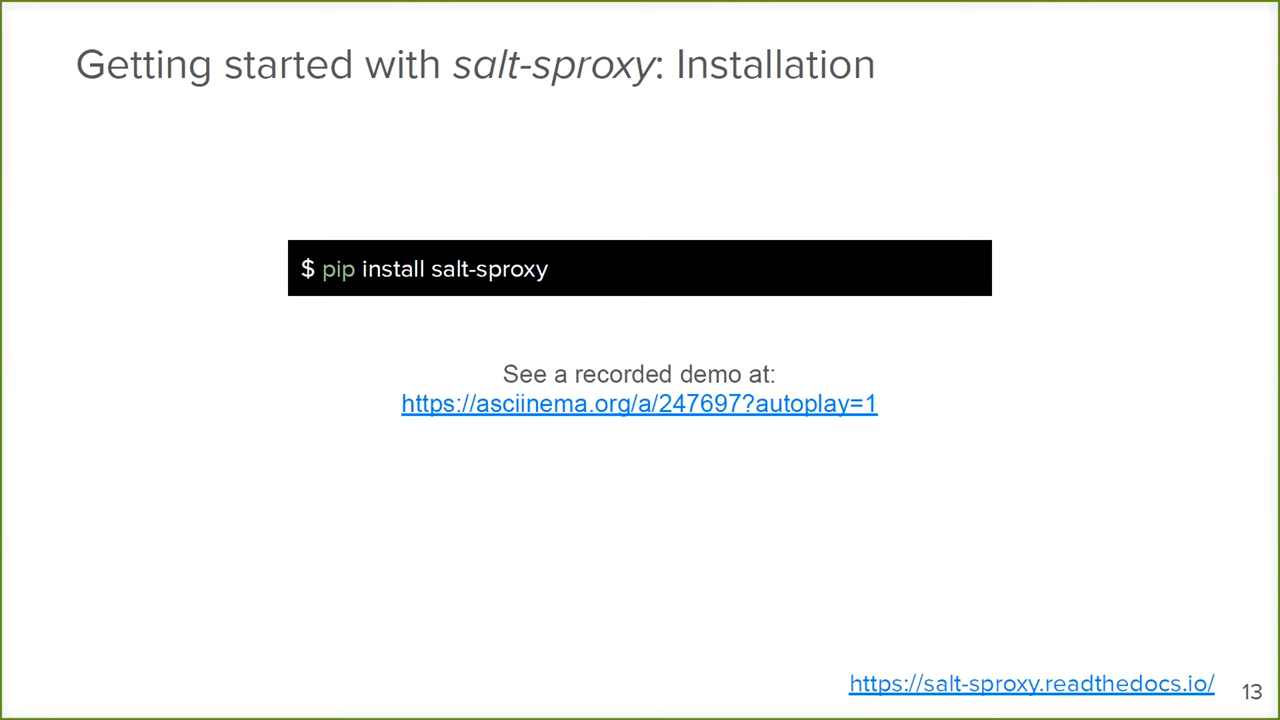 Getting started with salt-sproxy: Installation
$ pip install salt-sproxy
See a recorded demo at:
https://asciinema.org/a/247697?autoplay=1
https://salt-sproxy.readthedocs.io/
13